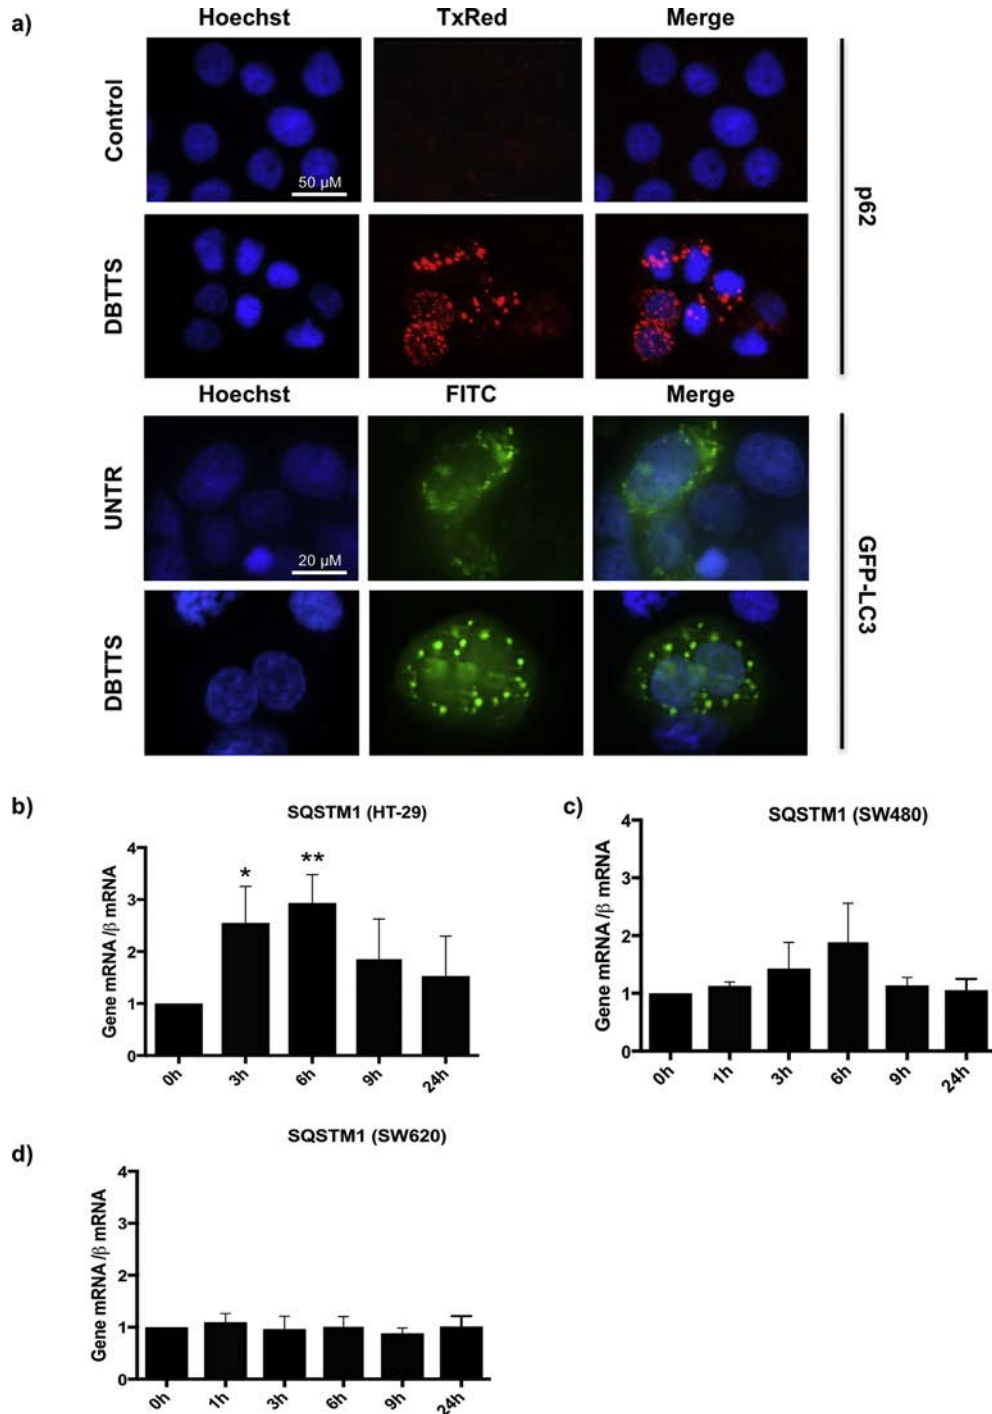 a)
Hoechst TxRed Merge
Control
50 µM
DBTTS
p62
Hoechst FITC Merge
UNTR
20 µM
DBTTS
GFP-LC3
b)
SQSTM1 (HT-29)
Gene mRNA /β mRNA
4
3
2
1
0
* **
0h 3h 6h 9h 24h
c)
SQSTM1 (SW480)
Gene mRNA /β mRNA
4
3
2
1
0
0h 1h 3h 6h 9h 24h
d)
SQSTM1 (SW620)
Gene mRNA /β mRNA
4
3
2
1
0
0h 1h 3h 6h 9h 24h